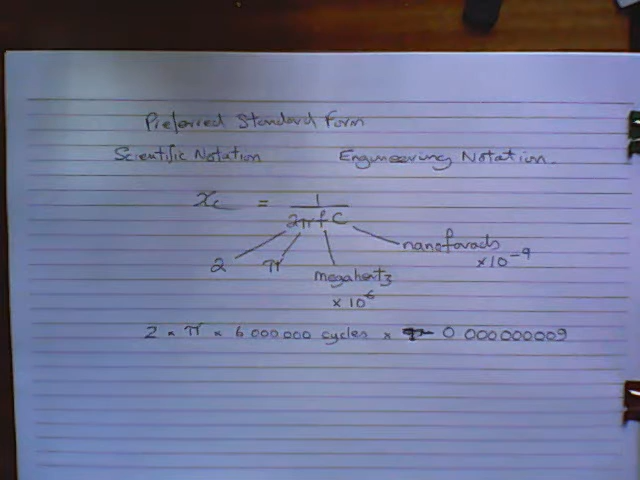 Preferred Standard Form
Scientific Notation Engineering Notation.
Xc = 1
2πfC
nanofarads
× 10⁻⁹
2 π megahertz
× 10⁶
2 × π × 6 000 000 cycles × 0 000000009